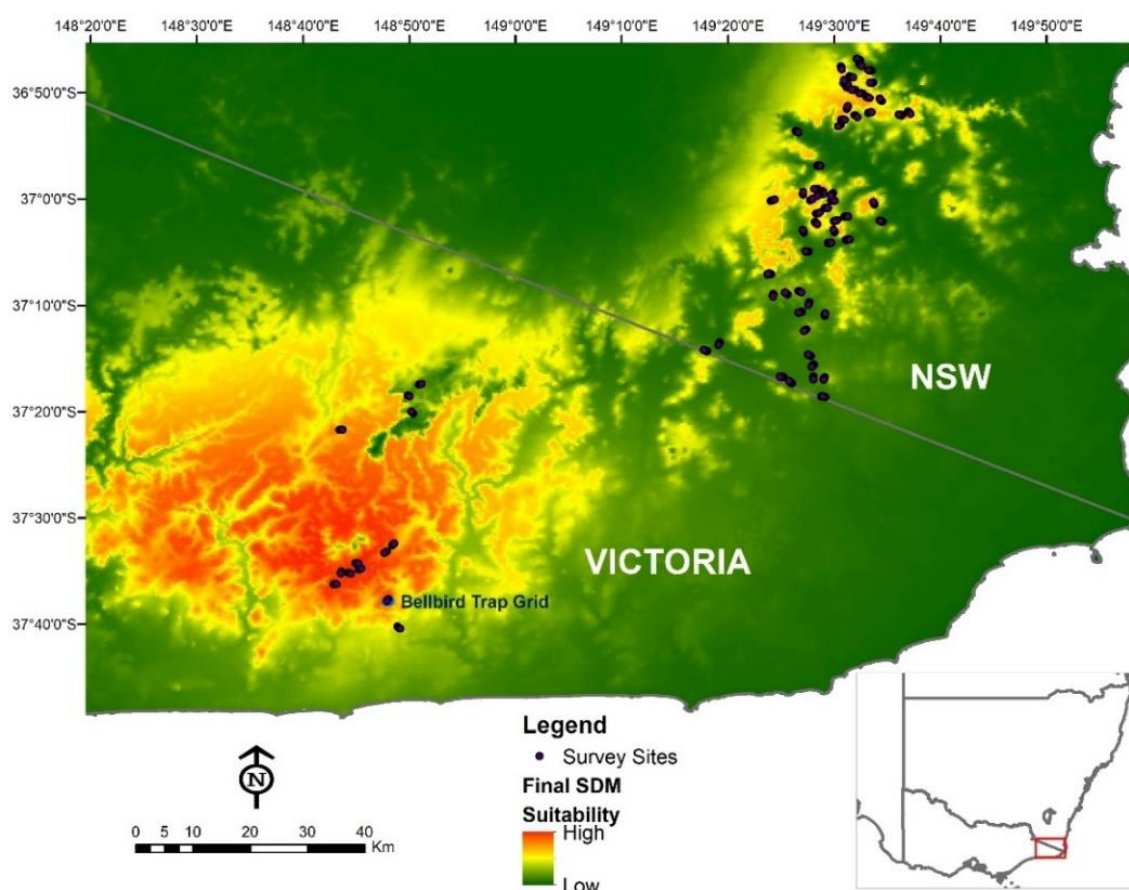 148°20'0"E 148°30'0"E 148°40'0"E 148°50'0"E 149°0'0"E 149°10'0"E 149°20'0"E 149°30'0"E 149°40'0"E 149°50'0"E
36°50'0"S
37°0'0"S
37°10'0"S
37°20'0"S
37°30'0"S
37°40'0"S
NSW
VICTORIA
Bellbird Trap Grid
Legend
Survey Sites
Final SDM
Suitability
High
Low
N
0 5 10 20 30 40
Km